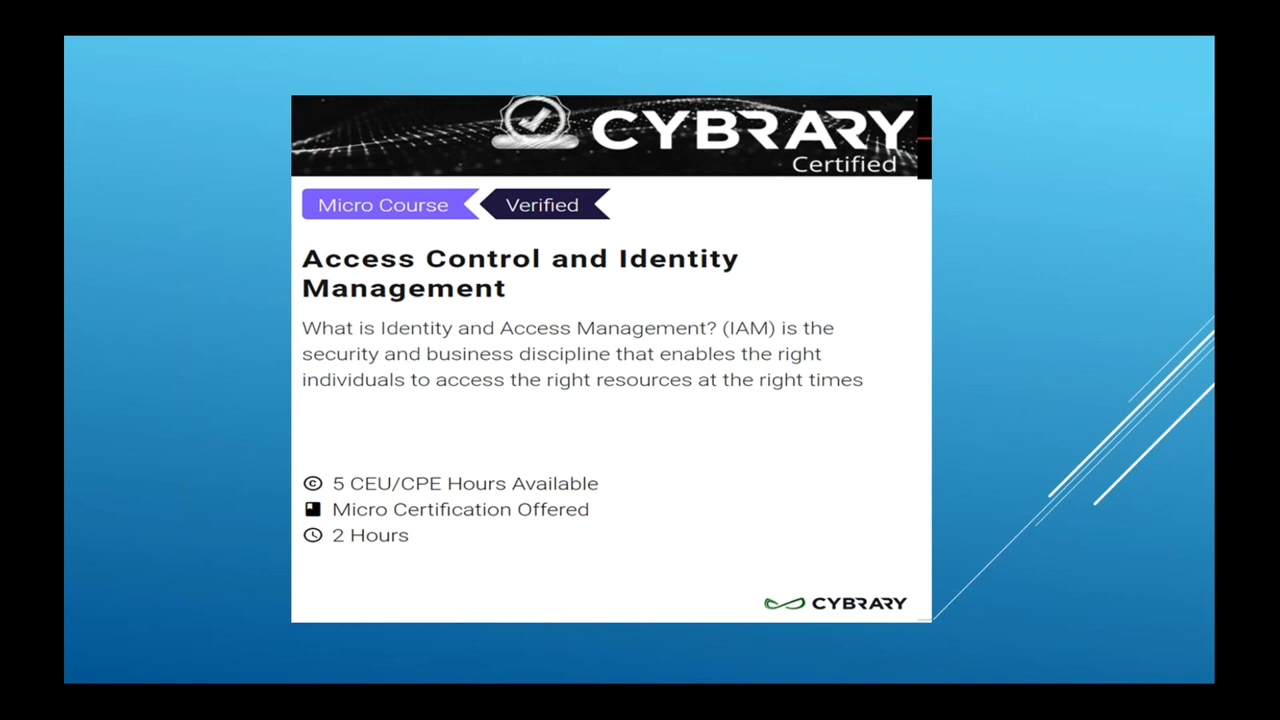 CYBRARY
Certified
Micro Course
Verified
Access Control and Identity
Management
What is Identity and Access Management? (IAM) is the
security and business discipline that enables the right
individuals to access the right resources at the right times
5 CEU/CPE Hours Available
Micro Certification Offered
2 Hours
CYBRARY